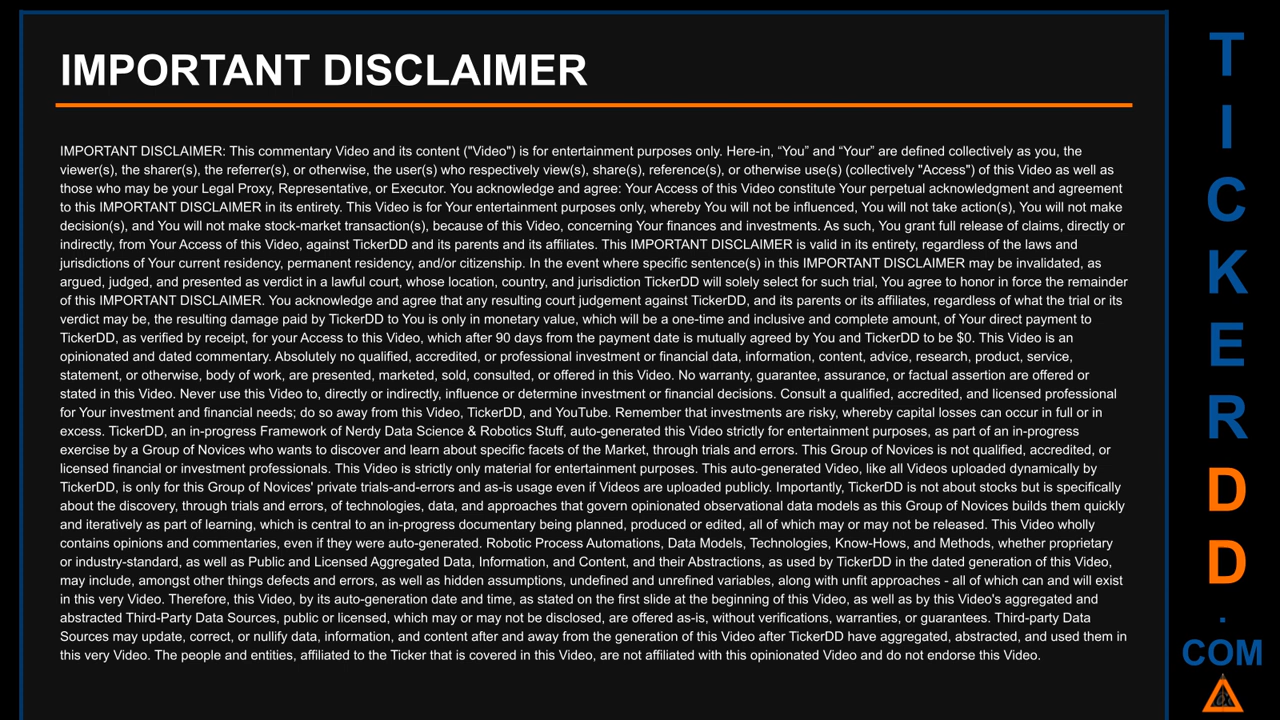 IMPORTANT DISCLAIMER
IMPORTANT DISCLAIMER: This commentary Video and its content ("Video") is for entertainment purposes only. Here-in, “You” and “Your” are defined collectively as you, the
viewer(s), the sharer(s), the referrer(s), or otherwise, the user(s) who respectively view(s), share(s), reference(s), or otherwise use(s) (collectively "Access") of this Video as well as
those who may be your Legal Proxy, Representative, or Executor. You acknowledge and agree: Your Access of this Video constitute Your perpetual acknowledgment and agreement
to this IMPORTANT DISCLAIMER in its entirety. This Video is for Your entertainment purposes only, whereby You will not be influenced, You will not take action(s), You will not make
decision(s), and You will not make stock-market transaction(s), because of this Video, concerning Your finances and investments. As such, You grant full release of claims, directly or
indirectly, from Your Access of this Video, against TickerDD and its parents and its affiliates. This IMPORTANT DISCLAIMER is valid in its entirety, regardless of the laws and
jurisdictions of Your current residency, permanent residency, and/or citizenship. In the event where specific sentence(s) in this IMPORTANT DISCLAIMER may be invalidated, as
argued, judged, and presented as verdict in a lawful court, whose location, country, and jurisdiction TickerDD will solely select for such trial, You agree to honor in force the remainder
of this IMPORTANT DISCLAIMER. You acknowledge and agree that any resulting court judgement against TickerDD, and its parents or its affiliates, regardless of what the trial or its
verdict may be, the resulting damage paid by TickerDD to You is only in monetary value, which will be a one-time and inclusive and complete amount, of Your direct payment to
TickerDD, as verified by receipt, for your Access to this Video, which after 90 days from the payment date is mutually agreed by You and TickerDD to be $0. This Video is an
opinionated and dated commentary. Absolutely no qualified, accredited, or professional investment or financial data, information, content, advice, research, product, service,
statement, or otherwise, body of work, are presented, marketed, sold, consulted, or offered in this Video. No warranty, guarantee, assurance, or factual assertion are offered or
stated in this Video. Never use this Video to, directly or indirectly, influence or determine investment or financial decisions. Consult a qualified, accredited, and licensed professional
for Your investment and financial needs; do so away from this Video, TickerDD, and YouTube. Remember that investments are risky, whereby capital losses can occur in full or in
excess. TickerDD, an in-progress Framework of Nerdy Data Science & Robotics Stuff, auto-generated this Video strictly for entertainment purposes, as part of an in-progress
exercise by a Group of Novices who wants to discover and learn about specific facets of the Market, through trials and errors. This Group of Novices is not qualified, accredited, or
licensed financial or investment professionals. This Video is strictly only material for entertainment purposes. This auto-generated Video, like all Videos uploaded dynamically by
TickerDD, is only for this Group of Novices' private trials-and-errors and as-is usage even if Videos are uploaded publicly. Importantly, TickerDD is not about stocks but is specifically
about the discovery, through trials and errors, of technologies, data, and approaches that govern opinionated observational data models as this Group of Novices builds them quickly
and iteratively as part of learning, which is central to an in-progress documentary being planned, produced or edited, all of which may or may not be released. This Video wholly
contains opinions and commentaries, even if they were auto-generated. Robotic Process Automations, Data Models, Technologies, Know-Hows, and Methods, whether proprietary
or industry-standard, as well as Public and Licensed Aggregated Data, Information, and Content, and their Abstractions, as used by TickerDD in the dated generation of this Video,
may include, amongst other things defects and errors, as well as hidden assumptions, undefined and unrefined variables, along with unfit approaches - all of which can and will exist
in this very Video. Therefore, this Video, by its auto-generation date and time, as stated on the first slide at the beginning of this Video, as well as by this Video's aggregated and
abstracted Third-Party Data Sources, public or licensed, which may or may not be disclosed, are offered as-is, without verifications, warranties, or guarantees. Third-party Data
Sources may update, correct, or nullify data, information, and content after and away from the generation of this Video after TickerDD have aggregated, abstracted, and used them in
this very Video. The people and entities, affiliated to the Ticker that is covered in this Video, are not affiliated with this opinionated Video and do not endorse this Video.
T
I
C
K
E
R
D
D
.
COM